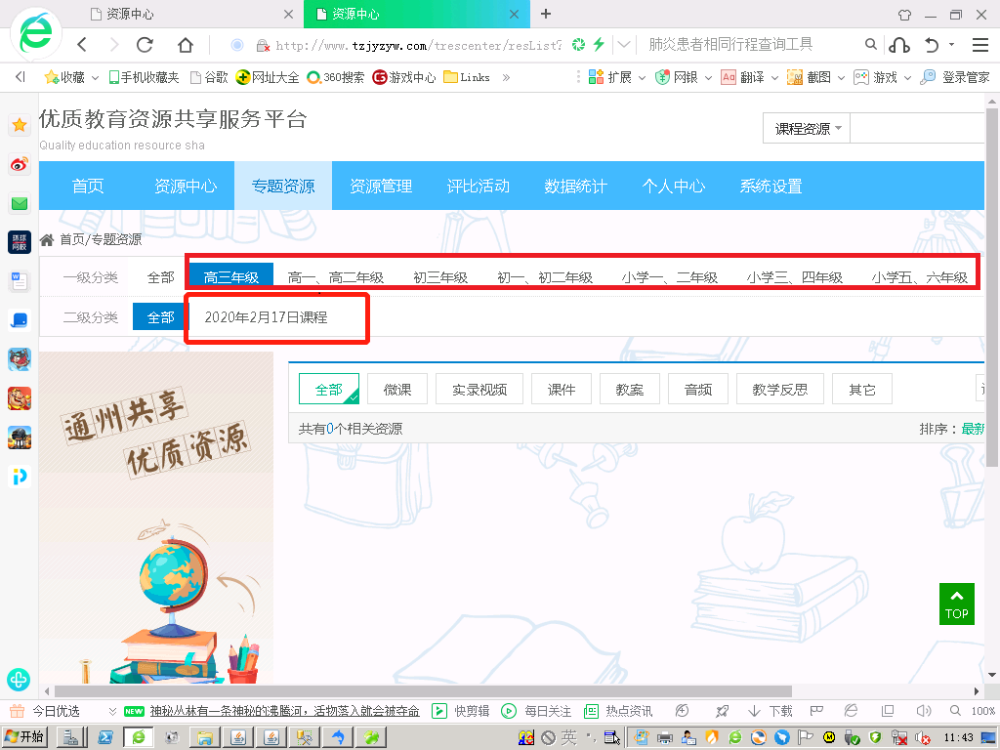 资源中心
资源中心
http://www.tzjyzyw.com/trescenter/resList?
肺炎患者相同行程查询工具
收藏 手机收藏夹 谷歌 网址大全 360搜索 游戏中心 Links » 扩展 网银 Aあ 翻译 截图 游戏 登录管家
优质教育资源共享服务平台
Quality education resource sha
课程资源
首页 资源中心 专题资源 资源管理 评比活动 数据统计 个人中心 系统设置
首页/专题资源
一级分类 全部 高三年级 高一、高二年级 初三年级 初一、初二年级 小学一、二年级 小学三、四年级 小学五、六年级
二级分类 全部 2020年2月17日课程
环球网校
通州共享
优质资源
全部 微课 实录视频 课件 教案 音频 教学反思 其它
共有0个相关资源 排序：最新
TOP
今日优选 NEW 神秘丛林有一条神秘的沸腾河，活物落入就会被夺命 快剪辑 每日关注 热点资讯 下载 100%
开始 英 11:43